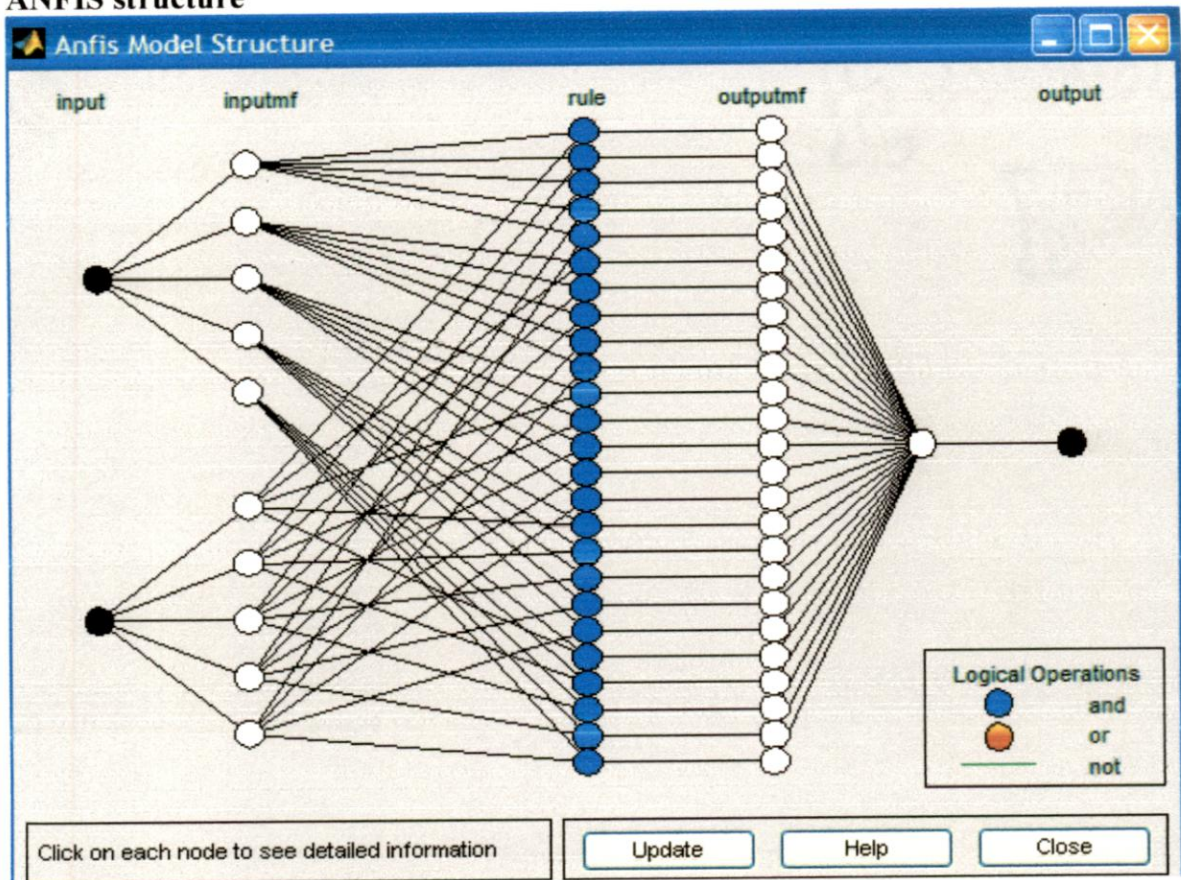 ANFIS structure
Anfis Model Structure
input inputmf rule outputmf output
Logical Operations
and
or
not
Click on each node to see detailed information
Update Help Close